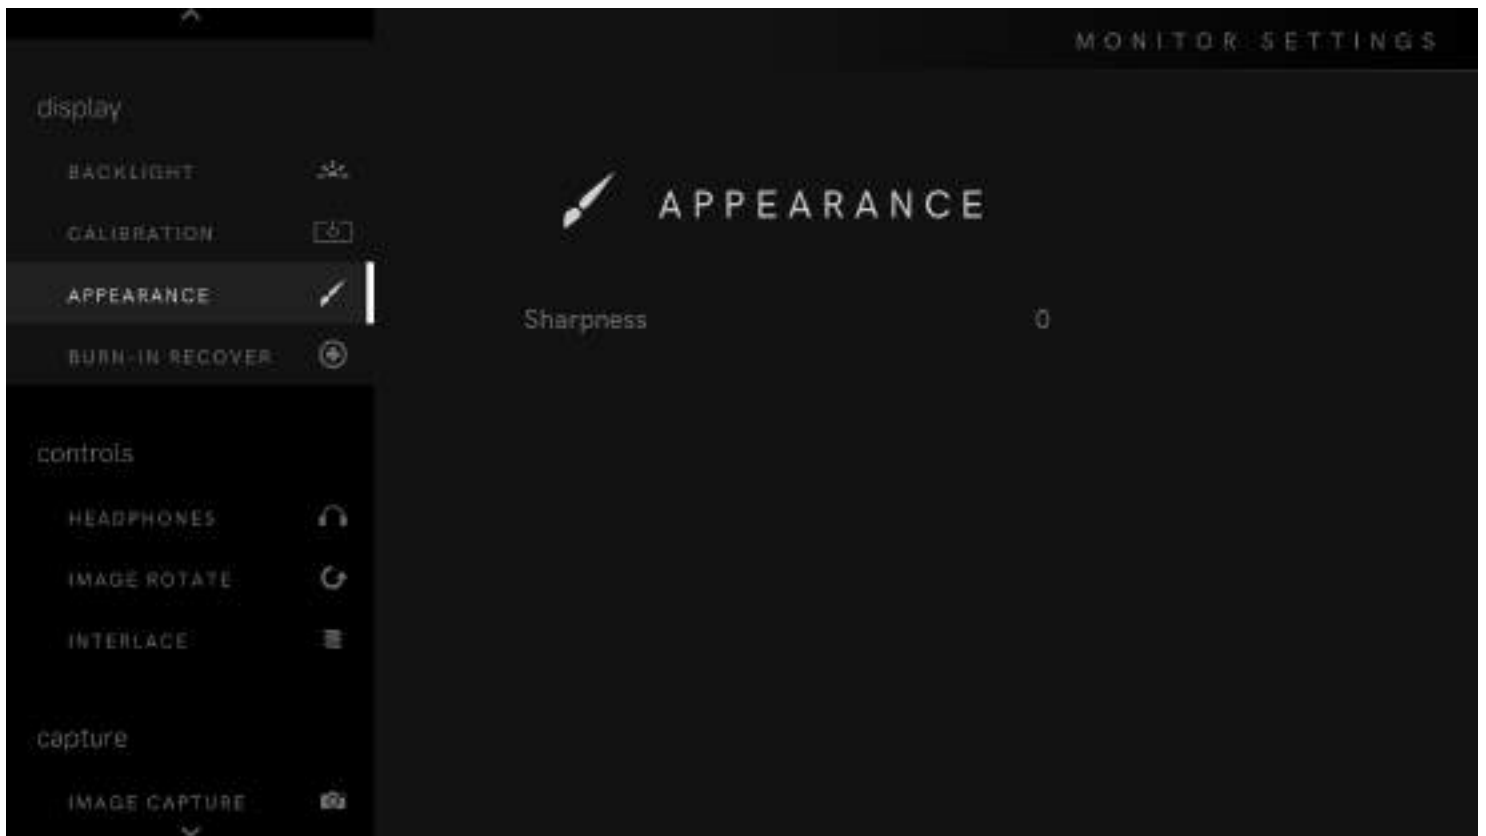 MONITOR SETTINGS
display
BACKLIGHT
CALIBRATION
APPEARANCE
BURN-IN RECOVER
controls
HEADPHONES
IMAGE ROTATE
INTERLACE
capture
IMAGE CAPTURE
APPEARANCE
Sharpness 0